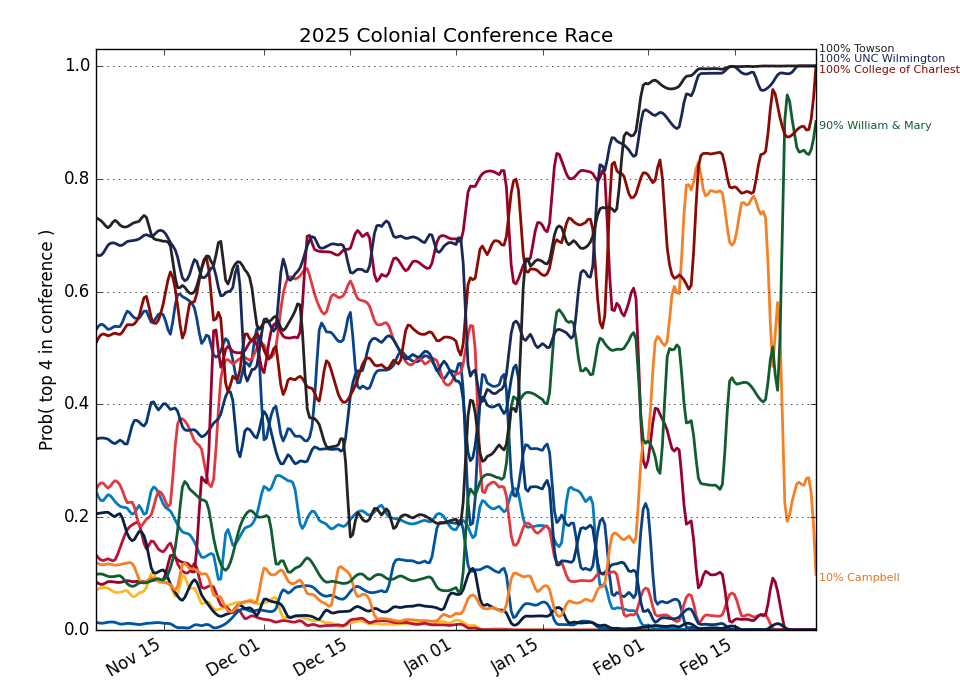 2025 Colonial Conference Race
Prob( top 4 in conference )
1.0
0.8
0.6
0.4
0.2
0.0
Nov 15
Dec 01
Dec 15
Jan 01
Jan 15
Feb 01
Feb 15
100% Towson
100% UNC Wilmington
100% College of Charlest
90% William & Mary
10% Campbell